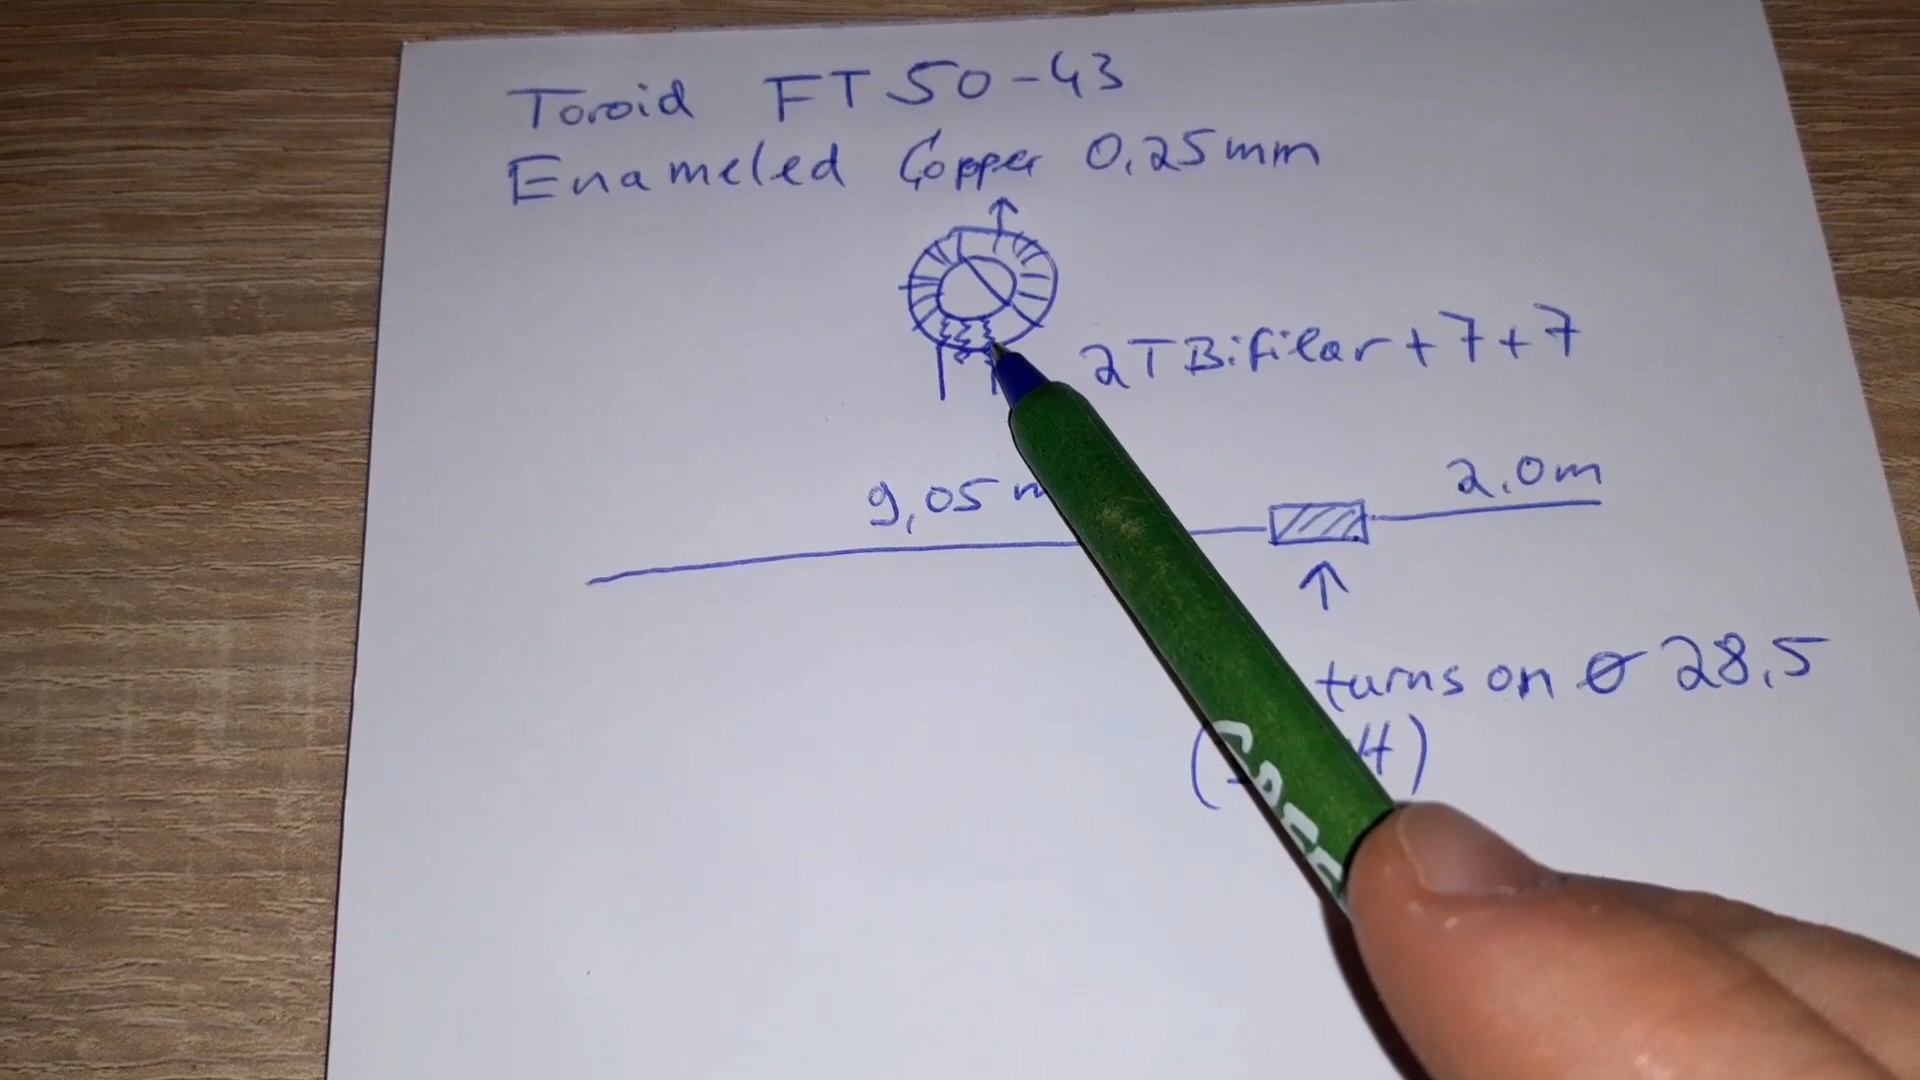 Toroid FT50-43
Enameled Copper 0,25mm
2T Bifilar + 7 + 7
9,05
2,0m
turns on ⌀ 28,5